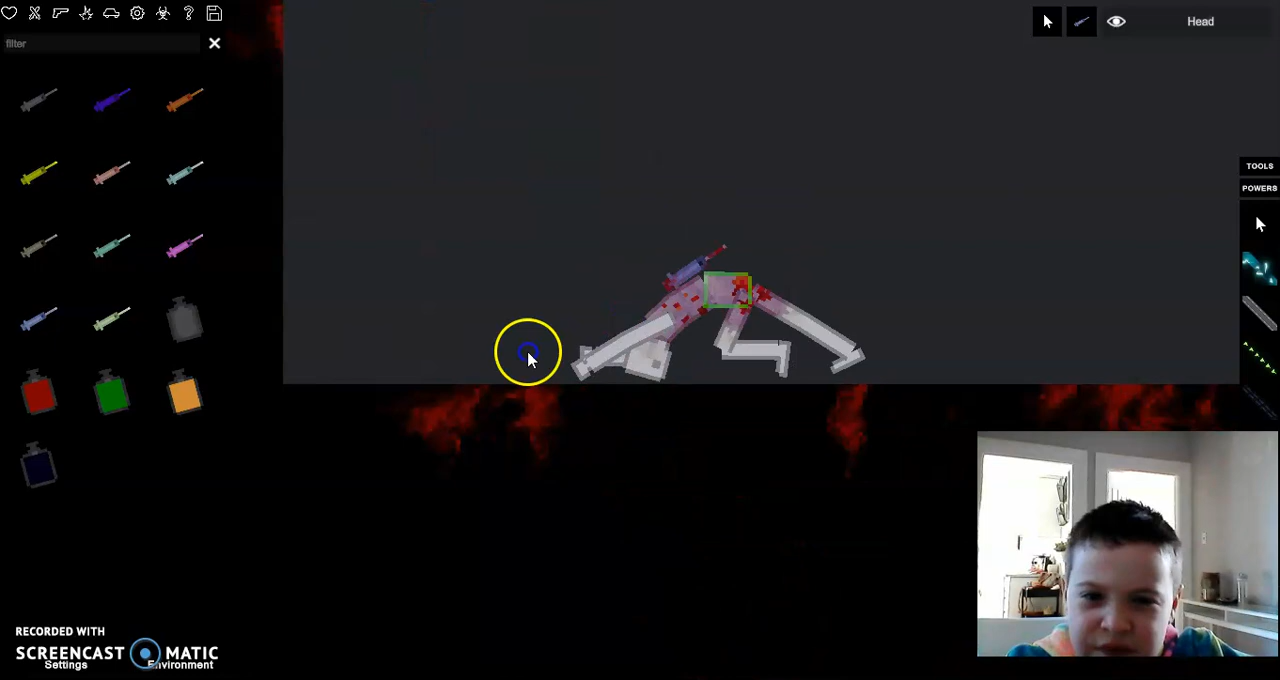 filter
Head
TOOLS
POWERS
RECORDED WITH
SCREENCAST MATIC
Settings
Environment